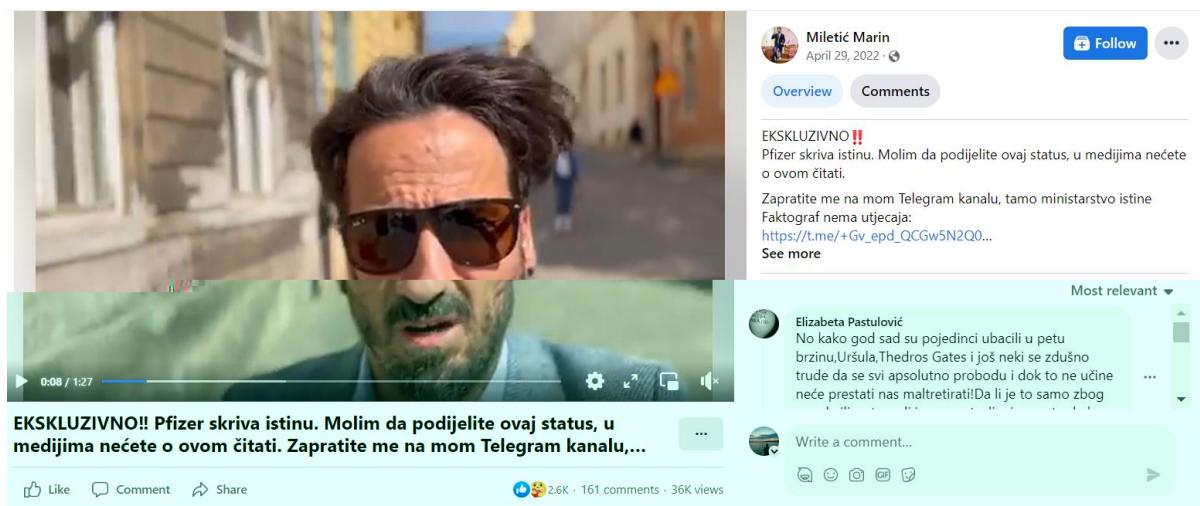 Miletić Marin
April 29, 2022 ·
Follow
Overview
Comments
EKSKLUZIVNO‼️
Pfizer skriva istinu. Molim da podijelite ovaj status, u medijima nećete
o ovom čitati.
Zapratite me na mom Telegram kanalu, tamo ministarstvo istine
Faktograf nema utjecaja:
https://t.me/+Gv_epd_QCGw5N2Q0...
See more
Most relevant
Elizabeta Pastulović
No kako god sad su pojedinci ubacili u petu
brzinu,Uršula,Thedros Gates i još neki se zdušno
trude da se svi apsolutno probodu i dok to ne učine
neće prestati nas maltretirati!Da li je to samo zbog
Write a comment...
GIF
0:08 / 1:27
EKSKLUZIVNO‼️ Pfizer skriva istinu. Molim da podijelite ovaj status, u
medijima nećete o ovom čitati. Zapratite me na mom Telegram kanalu,...
Like
Comment
Share
2.6K · 161 comments · 36K views